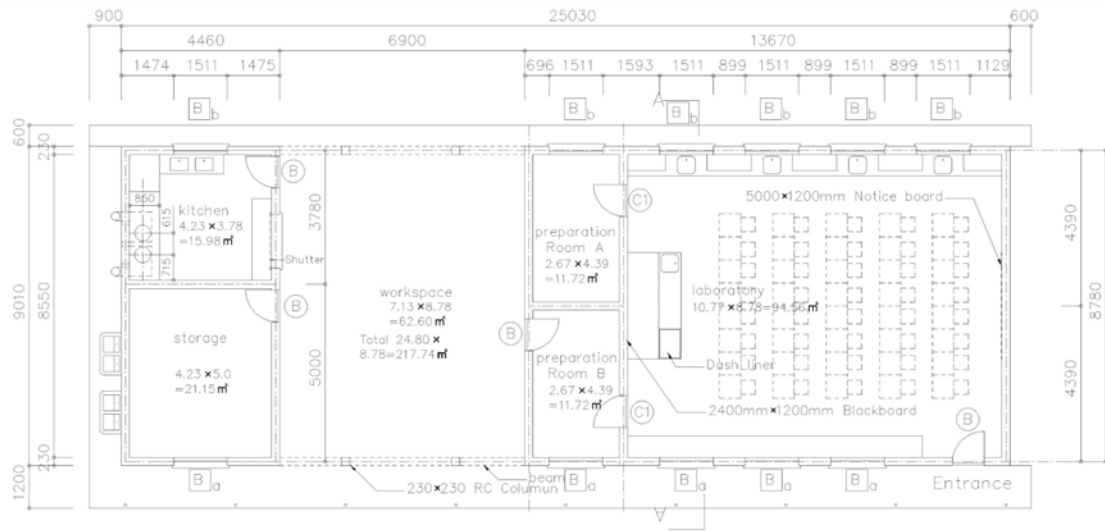 900 25030 600
4460 6900 13670
1474 1511 1475 696 1511 1593 1511 899 1511 899 1511 899 1511 1129
B b B b A B b B b B b B b
600
230
B
5000×1200mm Notice board
850
kitchen
4.23 ×3.78
=15.98㎡
615
715
3780
C1
preparation
Room A
2.67 ×4.39
=11.72㎡
4390
Shutter
workspace
7.13 ×8.78
=62.60㎡
Total 24.80 ×
8.78=217.74㎡
laboratory
10.77 ×8.78=94.56㎡
9010
8550
8780
B
B
storage
4.23 ×5.0
=21.15㎡
5000
preparation
Room B
2.67 ×4.39
=11.72㎡
Dash liner
4390
C1
2400mm×1200mm Blackboard
B
230
1200
beam
230×230 RC Columun
B a B a B a B a B a
A
Entrance